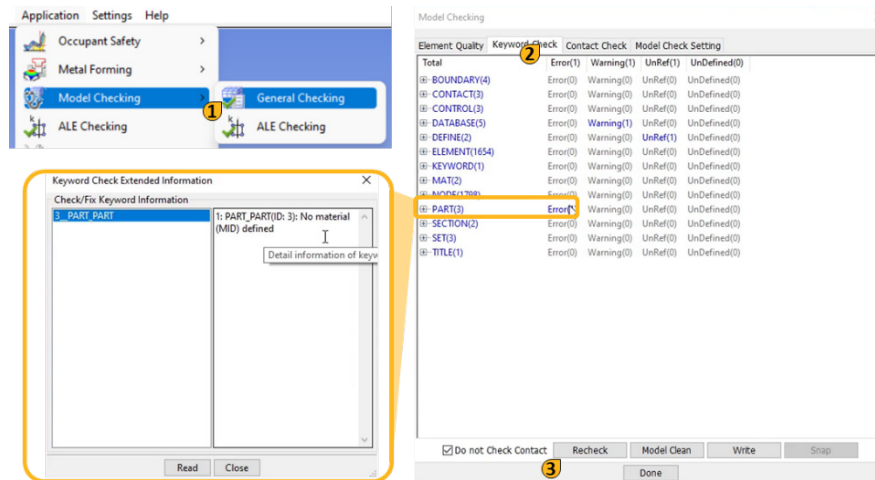 Application Settings Help
Occupant Safety
Metal Forming
Model Checking
ALE Checking
1
General Checking
ALE Checking
Keyword Check Extended Information
Check/Fix Keyword Information
3_PART_PART
1: PART_PART(ID: 3): No material
(MID) defined
Detail information of keyw
Read Close
Model Checking
Element Quality Keyword Check Contact Check Model Check Setting
2
Total Error(1) Warning(1) UnRef(1) UnDefined(0)
BOUNDARY(4) Error(0) Warning(0) UnRef(0) UnDefined(0)
CONTACT(3) Error(0) Warning(0) UnRef(0) UnDefined(0)
CONTROL(3) Error(0) Warning(0) UnRef(0) UnDefined(0)
DATABASE(5) Error(0) Warning(1) UnRef(0) UnDefined(0)
DEFINE(2) Error(0) Warning(0) UnRef(1) UnDefined(0)
ELEMENT(1654) Error(0) Warning(0) UnRef(0) UnDefined(0)
KEYWORD(1) Error(0) Warning(0) UnRef(0) UnDefined(0)
MAT(2) Error(0) Warning(0) UnRef(0) UnDefined(0)
NODE(1798) Error(0) Warning(0) UnRef(0) UnDefined(0)
PART(3) Warning(0) UnRef(0) UnDefined(0)
SECTION(2) Error(0) Warning(0) UnRef(0) UnDefined(0)
SET(3) Error(0) Warning(0) UnRef(0) UnDefined(0)
TITLE(1) Error(0) Warning(0) UnRef(0) UnDefined(0)
Do not Check Contact Recheck Model Clean Write Snap
3
Done